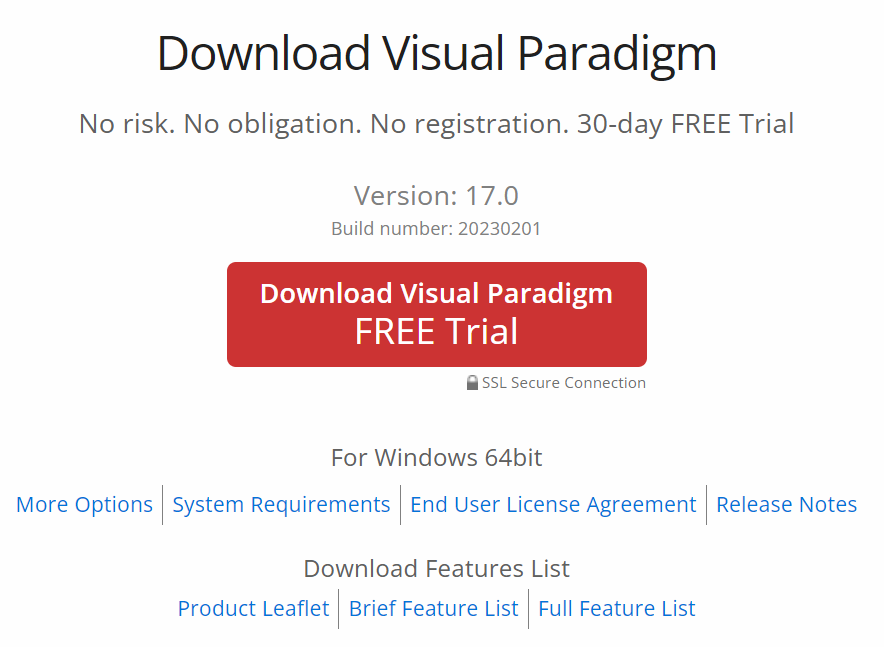 Download Visual Paradigm
No risk. No obligation. No registration. 30-day FREE Trial
Version: 17.0
Build number: 20230201
Download Visual Paradigm
FREE Trial
SSL Secure Connection
For Windows 64bit
More Options System Requirements End User License Agreement Release Notes
Download Features List
Product Leaflet Brief Feature List Full Feature List